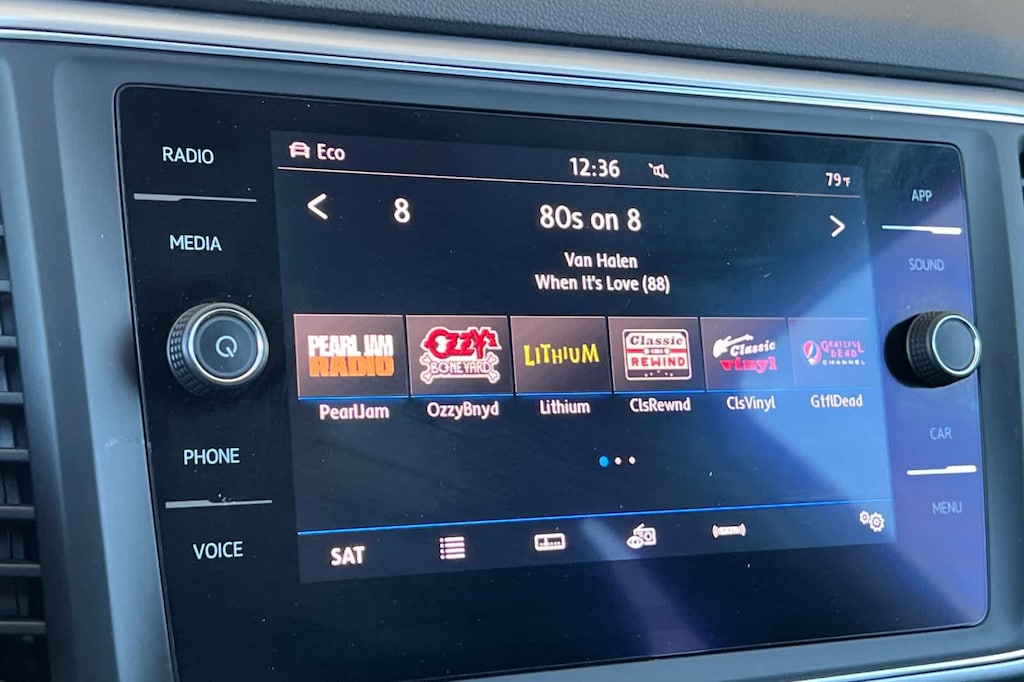 RADIO
MEDIA
PHONE
VOICE
Eco
12:36
79°F
8
80s on 8
Van Halen
When It's Love (88)
PEARL JAM
RADIO
OZZY'S
BONEYARD
LiTHiUM
Classic
REWIND
Classic
vinyl
GRATEFUL
DEAD
CHANNEL
PearlJam
OzzyBnyd
Lithium
ClsRewnd
ClsVinyl
GtflDead
SAT
APP
SOUND
CAR
MENU